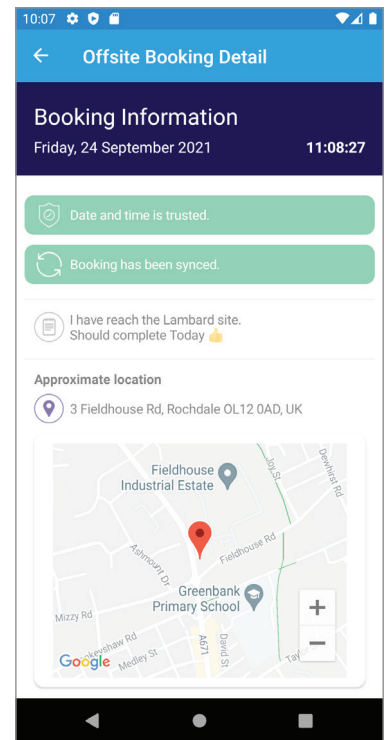 10:07
Offsite Booking Detail
Booking Information
Friday, 24 September 2021
11:08:27
Date and time is trusted.
Booking has been synced.
I have reach the Lambard site.
Should complete Today 👍
Approximate location
3 Fieldhouse Rd, Rochdale OL12 0AD, UK
Joy St
Dewhirst Rd
Fieldhouse
Industrial Estate
Ashmount Dr
Fieldhouse Rd
Greenbank
Primary School
Mizzy Rd
A671
David St
Medley St
Google
+
−